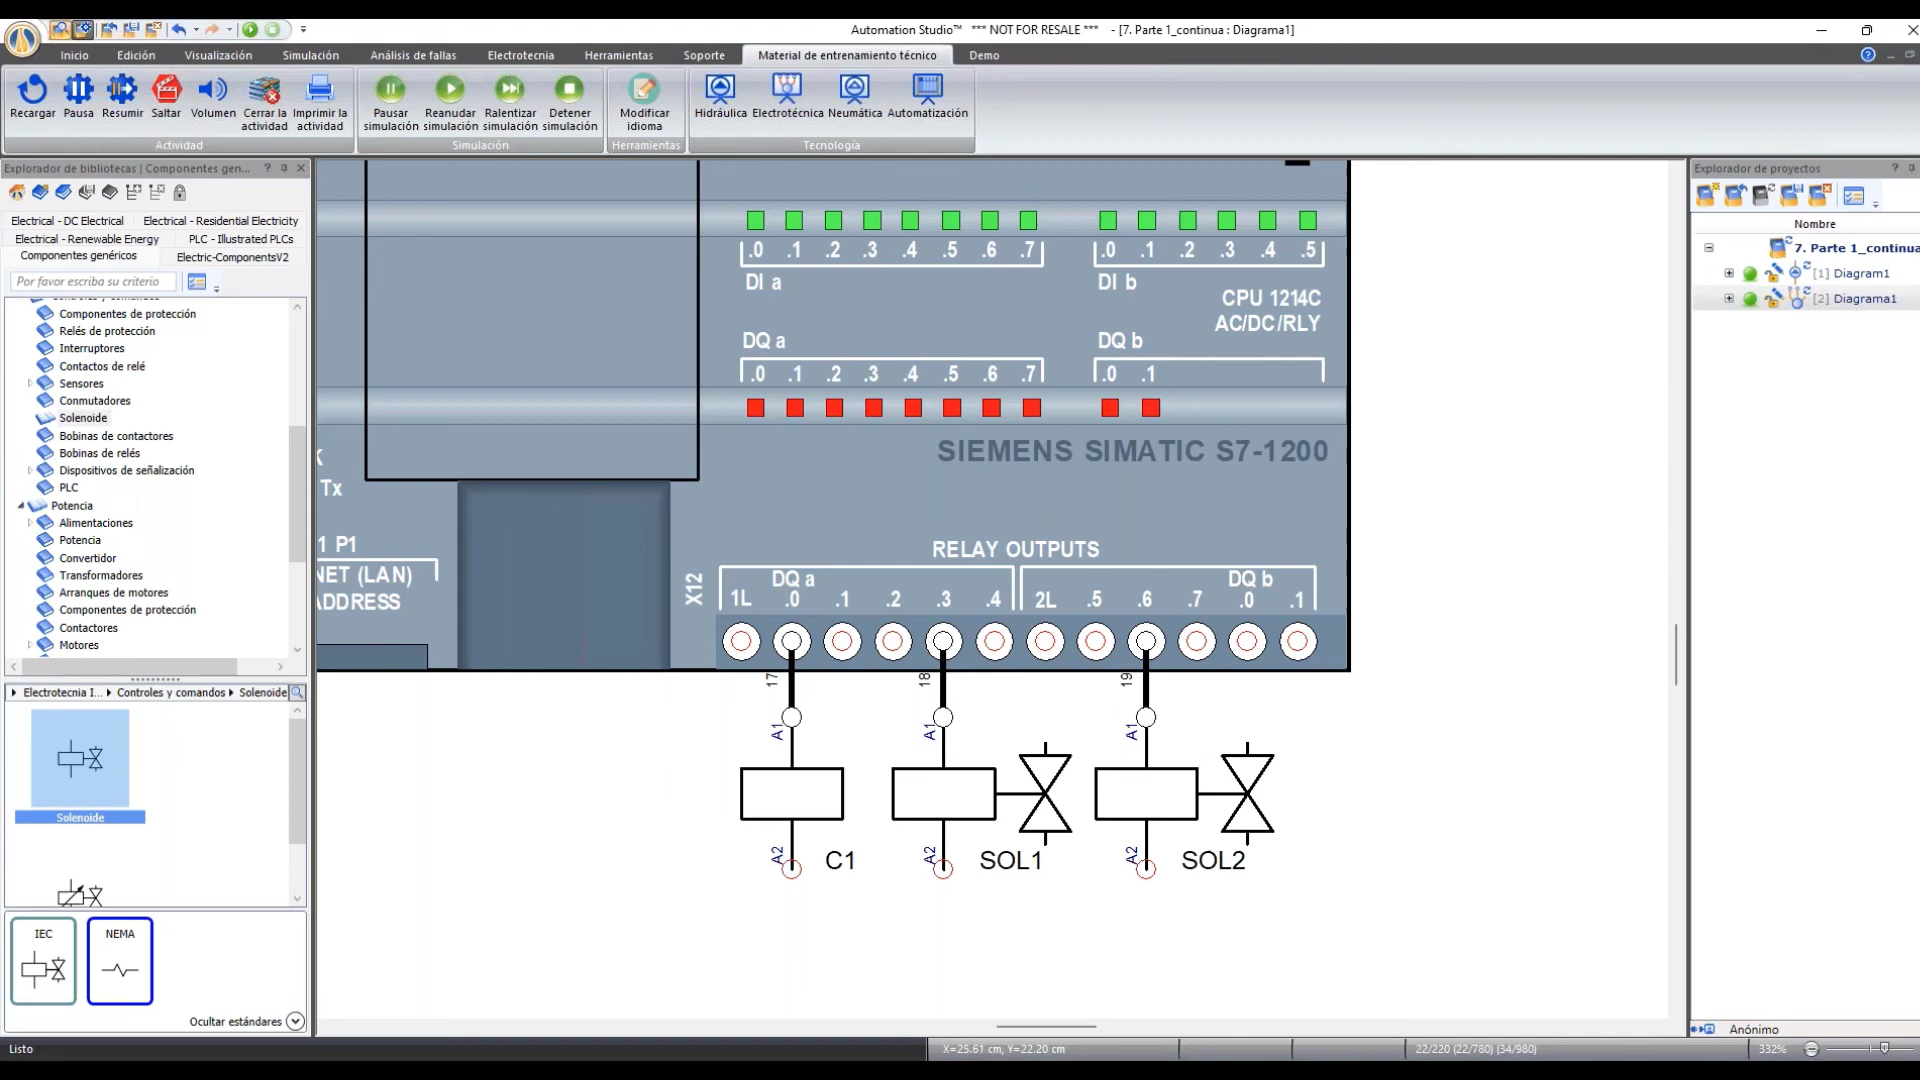 Automation Studio™ *** NOT FOR RESALE *** - [7. Parte 1_continua : Diagrama1]
Inicio Edición Visualización Simulación Análisis de fallas Electrotecnia Herramientas Soporte Material de entrenamiento técnico Demo
Recargar Pausa Resumir Saltar Volumen Cerrar la actividad Imprimir la actividad
Pausar simulación Reanudar simulación Ralentizar simulación Detener simulación
Modificar idioma
Hidráulica Electrotécnica Neumática Automatización
Actividad Simulación Herramientas Tecnología
Explorador de bibliotecas | Componentes gen...
Electrical - DC Electrical Electrical - Residential Electricity
Electrical - Renewable Energy PLC - Illustrated PLCs
Componentes genéricos Electric-ComponentsV2
Por favor escriba su criterio
Componentes de protección
Relés de protección
Interruptores
Contactos de relé
Sensores
Conmutadores
Solenoide
Bobinas de contactores
Bobinas de relés
Dispositivos de señalización
PLC
Potencia
Alimentaciones
Potencia
Convertidor
Transformadores
Arranques de motores
Componentes de protección
Contactores
Motores
Electrotecnia I... Controles y comandos Solenoide
Solenoide
IEC NEMA
Ocultar estándares
.0 .1 .2 .3 .4 .5 .6 .7 .0 .1 .2 .3 .4 .5
DI a DI b
CPU 1214C
AC/DC/RLY
DQ a DQ b
.0 .1 .2 .3 .4 .5 .6 .7 .0 .1
SIEMENS SIMATIC S7-1200
Tx
1 P1
NET (LAN)
ADDRESS
X12
RELAY OUTPUTS
DQ a DQ b
1L .0 .1 .2 .3 .4 2L .5 .6 .7 .0 .1
17 18 19
A1 A1 A1
A2 C1 A2 SOL1 A2 SOL2
Explorador de proyectos
Nombre
7. Parte 1_continua
[1] Diagram1
[2] Diagrama1
Anónimo
Listo X=25.61 cm, Y=22.20 cm 22/220 (22/780) (34/980) 332%